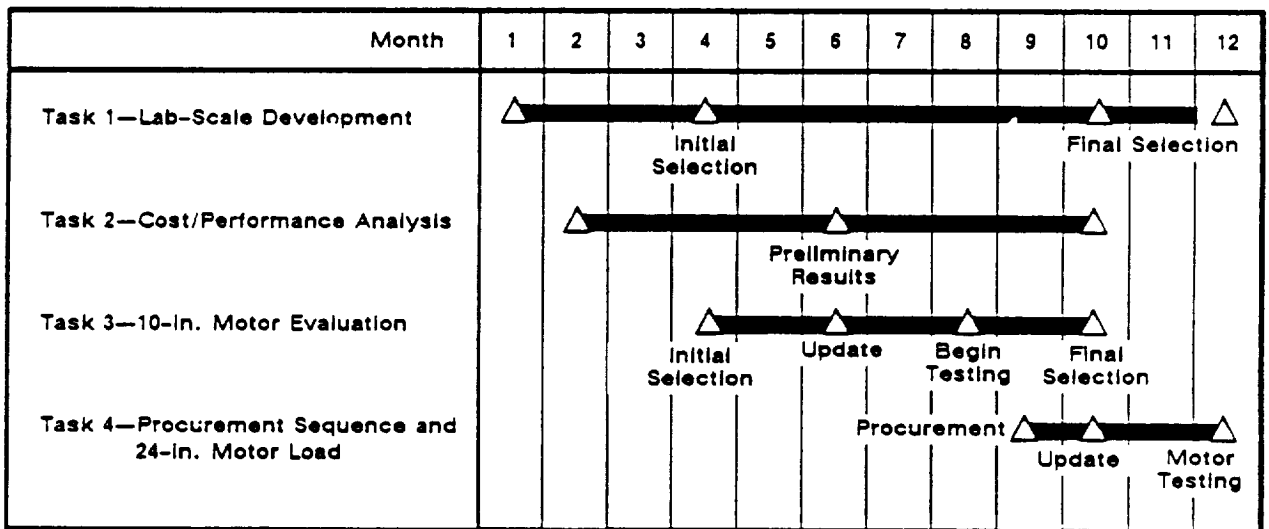 Month 1 2 3 4 5 6 7 8 9 10 11 12
Task 1—Lab-Scale Development
Initial Selection
Final Selection
Task 2—Cost/Performance Analysis
Preliminary
Results
Task 3—10-in. Motor Evaluation
Initial
Selection
Update
Begin
Testing
Final
Selection
Task 4—Procurement Sequence and
24-in. Motor Load
Procurement
Update
Motor
Testing